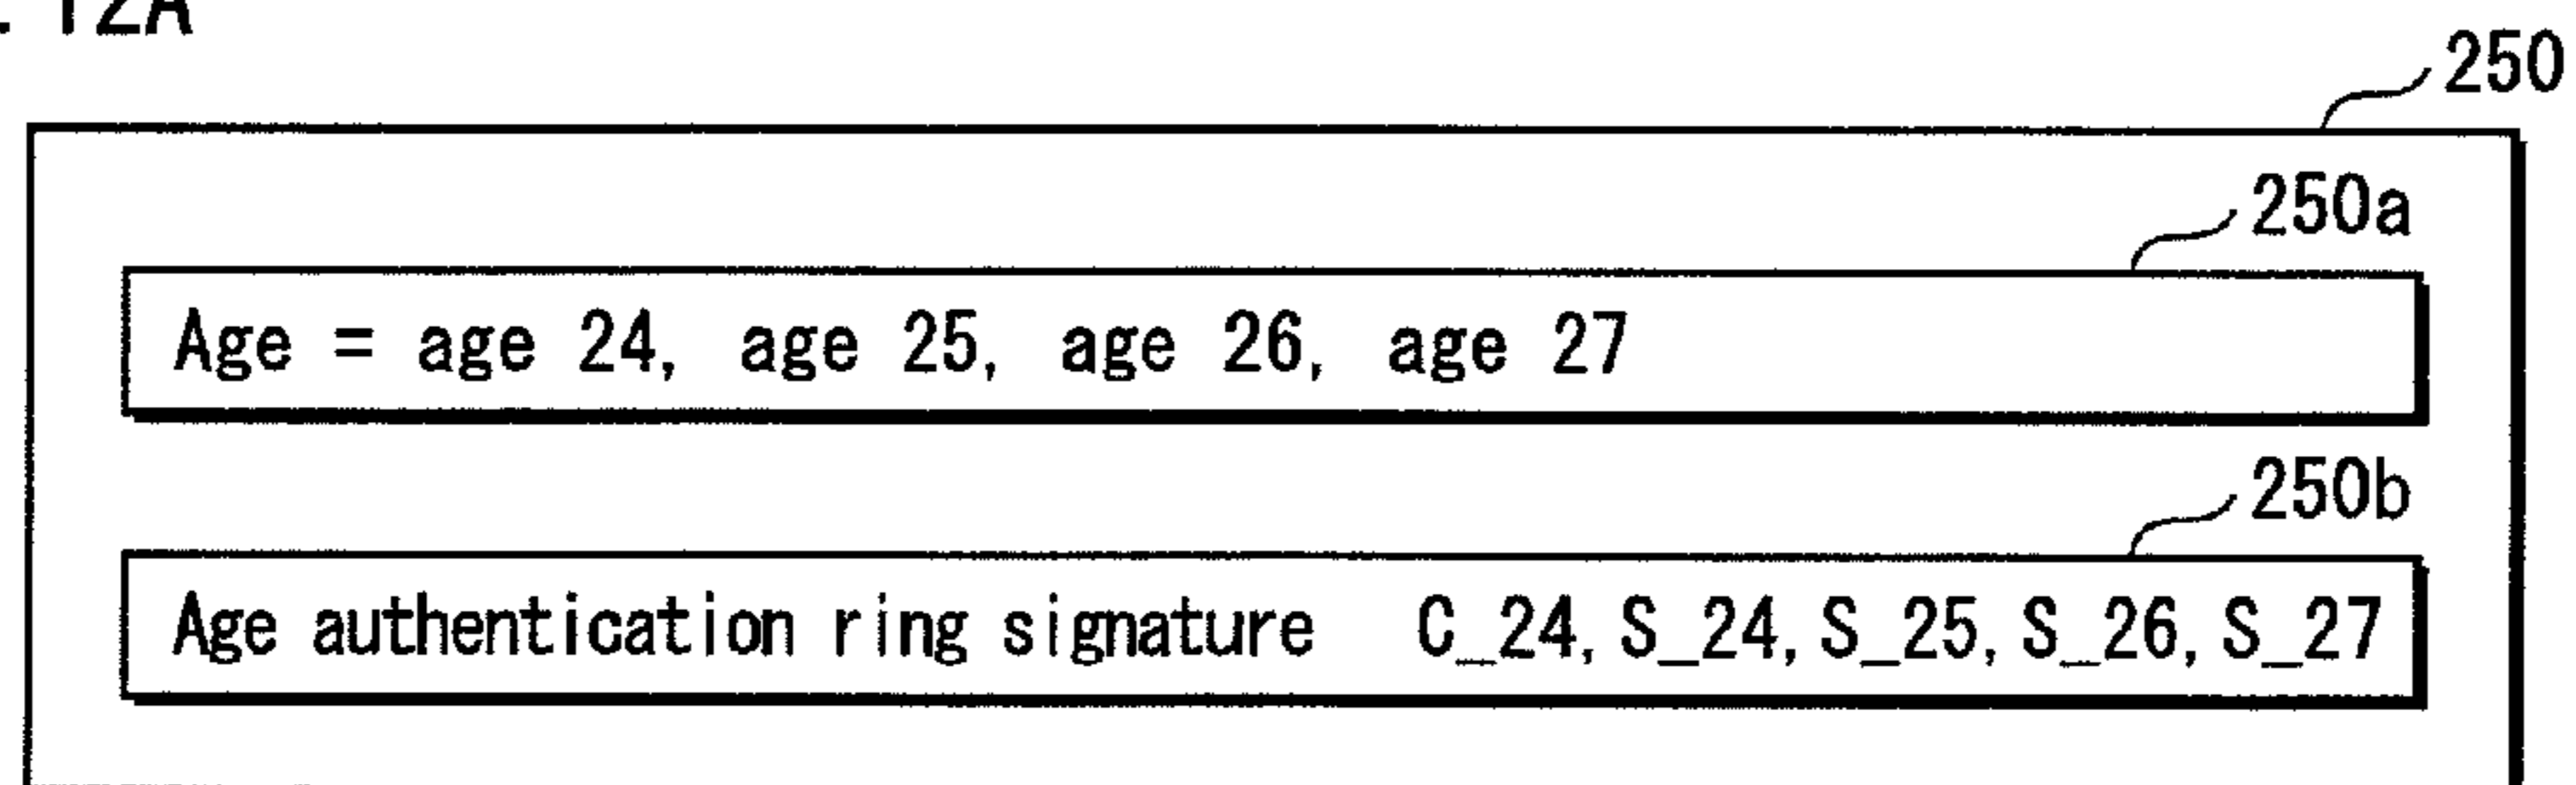 . 12A
250
250a
Age = age 24, age 25, age 26, age 27
250b
Age authentication ring signature C_24, S_24, S_25, S_26, S_27